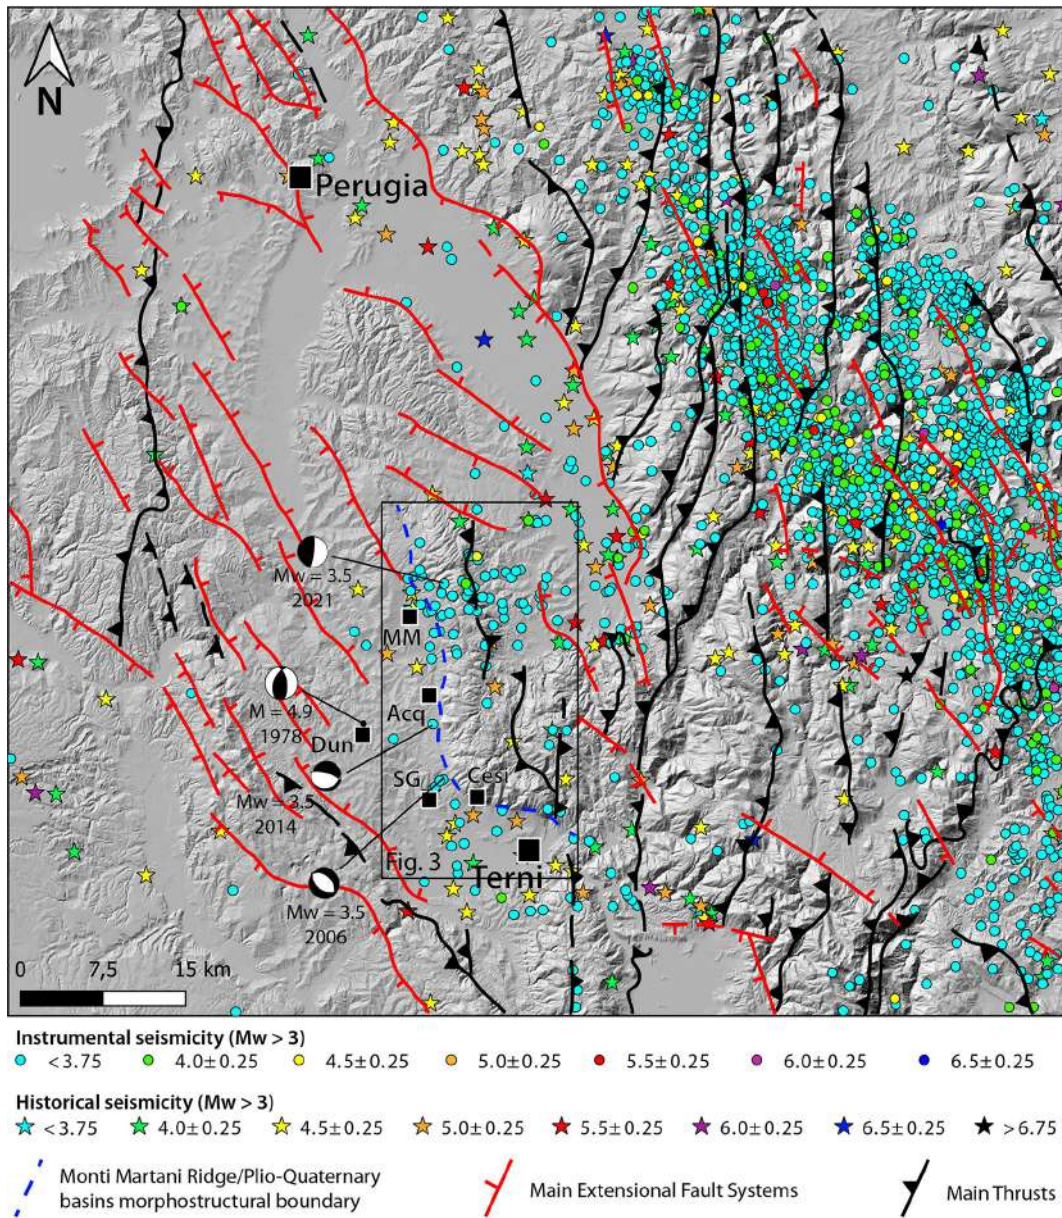 N
Perugia
Mw = 3.5
2021
MM
M = 4.9
1978
Acq
Dun
SG
Cesi
Mw = 3.5
2014
Fig. 3
Terni
Mw = 3.5
2006
0 7,5 15 km
Instrumental seismicity (Mw > 3)
< 3.75 4.0±0.25 4.5±0.25 5.0±0.25 5.5±0.25 6.0±0.25 6.5±0.25
Historical seismicity (Mw > 3)
< 3.75 4.0±0.25 4.5±0.25 5.0±0.25 5.5±0.25 6.0±0.25 6.5±0.25 > 6.75
Monti Martani Ridge/Plio-Quaternary
basins morphostructural boundary
Main Extensional Fault Systems
Main Thrusts